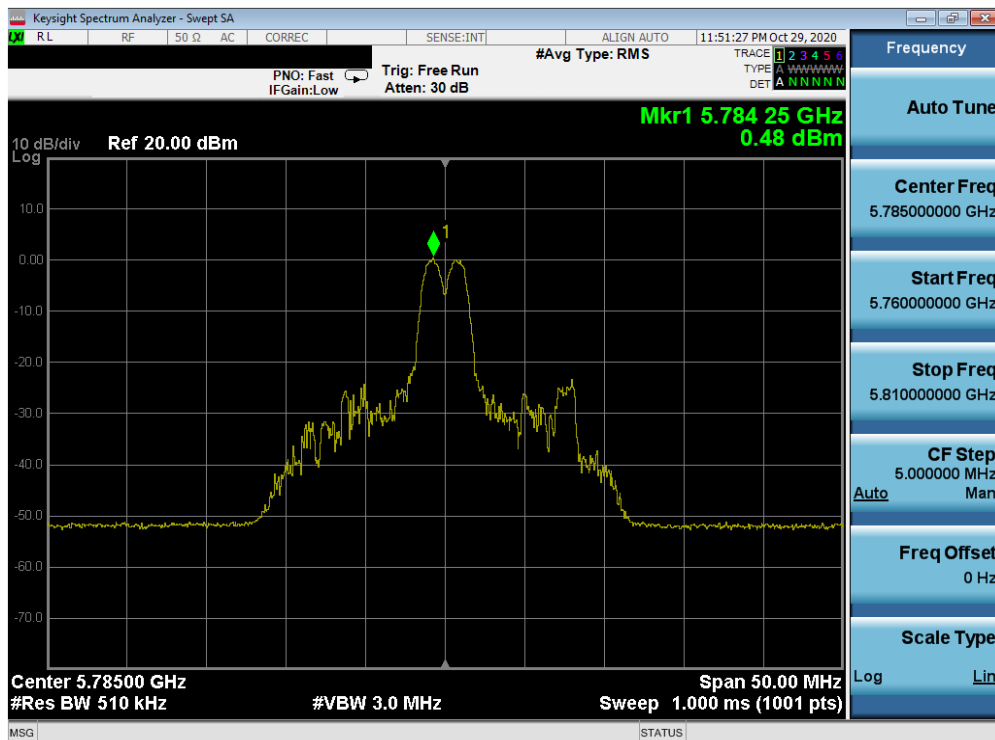 Keysight Spectrum Analyzer - Swept SA
LXI RL RF 50 Ω AC CORREC SENSE:INT ALIGN AUTO 11:51:27 PM Oct 29, 2020
PNO: Fast
IFGain:Low
Trig: Free Run
Atten: 30 dB
#Avg Type: RMS
TRACE 1 2 3 4 5 6
TYPE A WWWWW
DET A N N N N N
Mkr1 5.784 25 GHz
0.48 dBm
10 dB/div
Log
Ref 20.00 dBm
10.0
0.00
-10.0
-20.0
-30.0
-40.0
-50.0
-60.0
-70.0
1
Center 5.78500 GHz
#Res BW 510 kHz
#VBW 3.0 MHz
Span 50.00 MHz
Sweep 1.000 ms (1001 pts)
MSG
STATUS
Frequency
Auto Tune
Center Freq
5.785000000 GHz
Start Freq
5.760000000 GHz
Stop Freq
5.810000000 GHz
CF Step
5.000000 MHz
Auto Man
Freq Offset
0 Hz
Scale Type
Log Lin